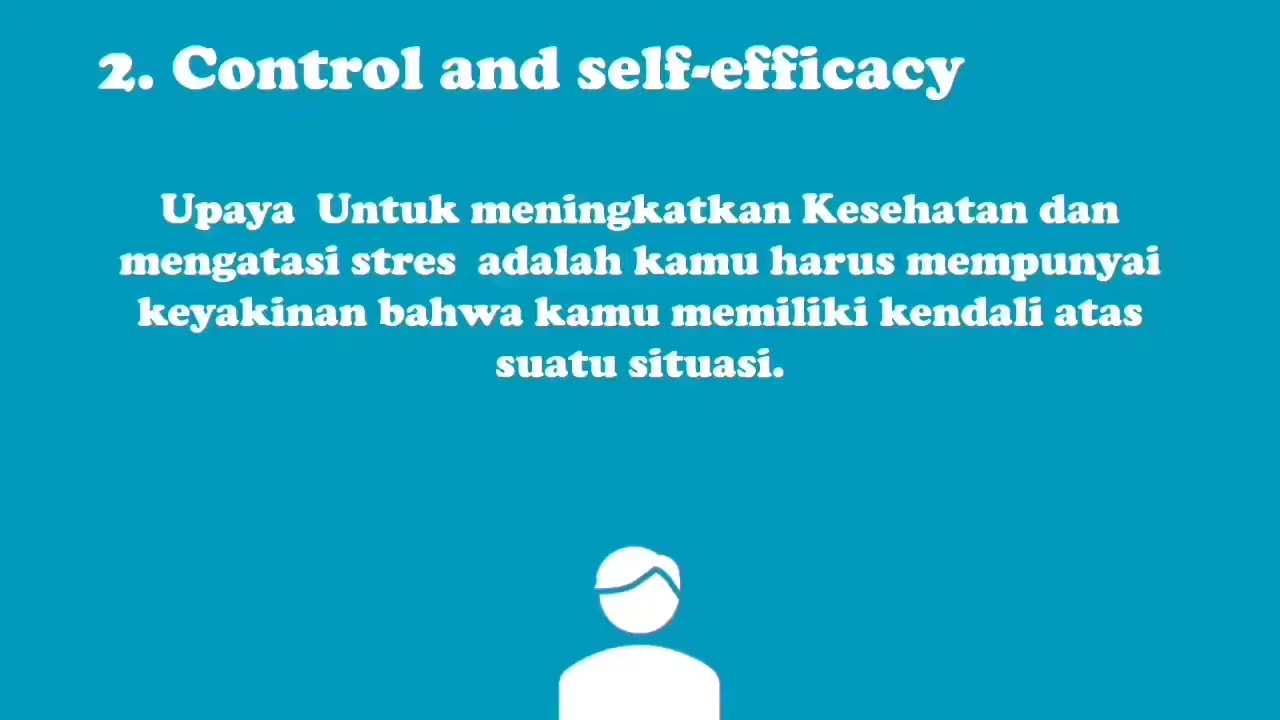 2. Control and self-efficacy
Upaya Untuk meningkatkan Kesehatan dan
mengatasi stres adalah kamu harus mempunyai
keyakinan bahwa kamu memiliki kendali atas
suatu situasi.